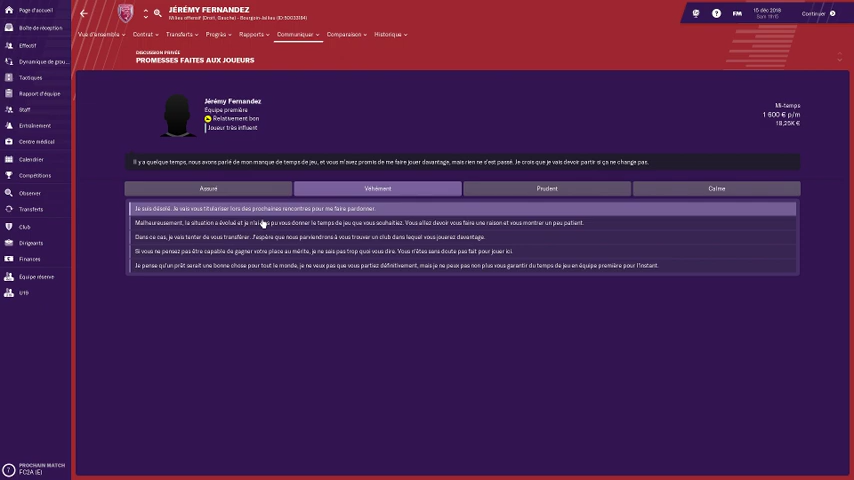 Page d'accueil
Boîte de réception
Effectif
Dynamique de grou...
Tactiques
Rapport d'équipe
Staff
Entraînement
Centre médical
Calendrier
Compétitions
Observer
Transferts
Club
Dirigeants
Finances
Équipe réserve
U19
PROCHAIN MATCH
FC2A (E)
JÉRÉMY FERNANDEZ
Milieu offensif (Droit, Gauche) - Bourgoin-Jallieu
15 déc 2018
Sam
FM
Continuer
Vue d'ensemble
Contrat
Transferts
Progrès
Rapports
Communiquer
Comparaison
Historique
DISCUSSION PRIVÉE
PROMESSES FAITES AUX JOUEURS
Jérémy Fernandez
Équipe première
Relativement bon
Joueur très influent
Mi-temps
1 600 € p/m
18,25K €
Il y a quelque temps, nous avons parlé de mon manque de temps de jeu, et vous m'aviez promis de me faire jouer davantage, mais rien ne s'est passé. Je crois que je vais devoir partir si ça ne change pas.
Assuré
Véhément
Prudent
Calme
Je suis désolé. Je vais vous titulariser lors des prochaines rencontres pour me faire pardonner.
Malheureusement, la situation a évolué et je n'ai pas pu vous donner le temps de jeu que vous souhaitiez. Vous allez devoir vous faire une raison et vous montrer un peu patient.
Dans ce cas, je vais tenter de vous transférer. J'espère que nous parviendrons à vous trouver un club dans lequel vous jouerez davantage.
Si vous ne pensez pas être capable de gagner votre place au mérite, je ne sais pas trop quoi vous dire. Vous n'êtes sans doute pas fait pour jouer ici.
Je pense qu'un prêt serait une bonne chose pour tout le monde, je ne veux pas que vous partiez définitivement, mais je ne peux pas non plus vous garantir du temps de jeu en équipe première pour l'instant.